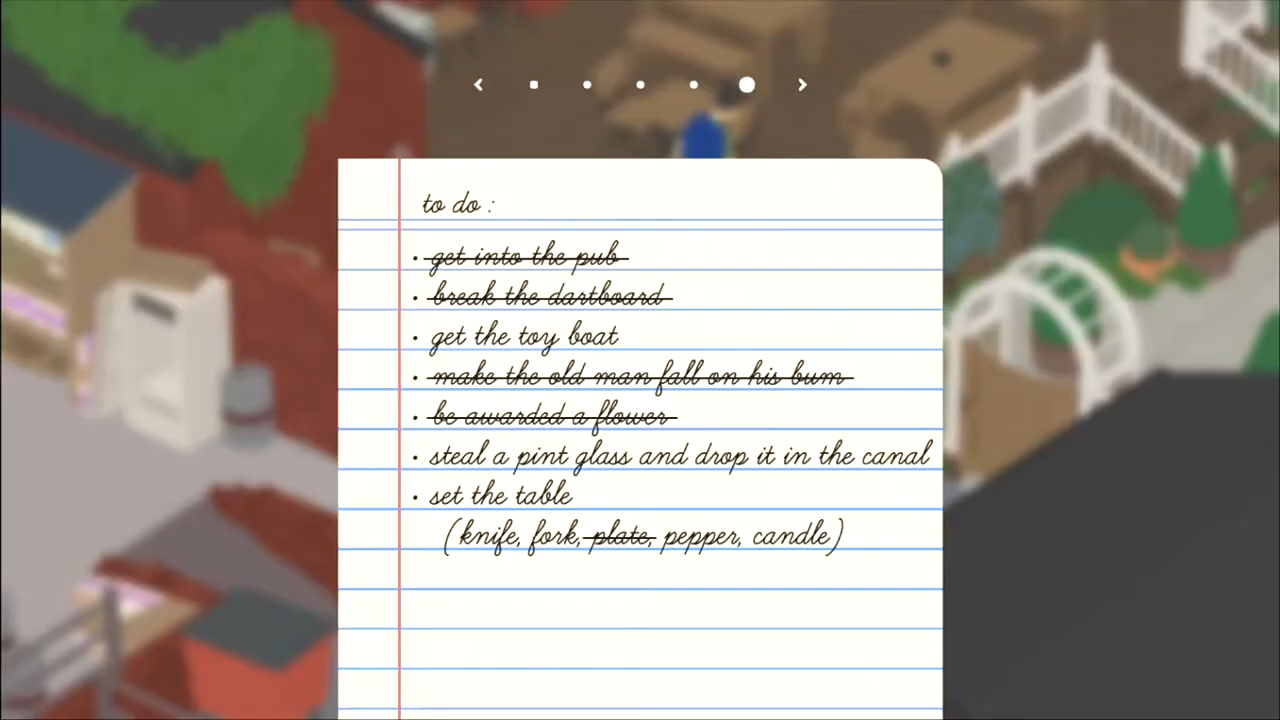 to do :
• get into the pub
• break the dartboard
• get the toy boat
• make the old man fall on his bum
• be awarded a flower
• steal a pint glass and drop it in the canal
• set the table
(knife, fork, plate, pepper, candle)